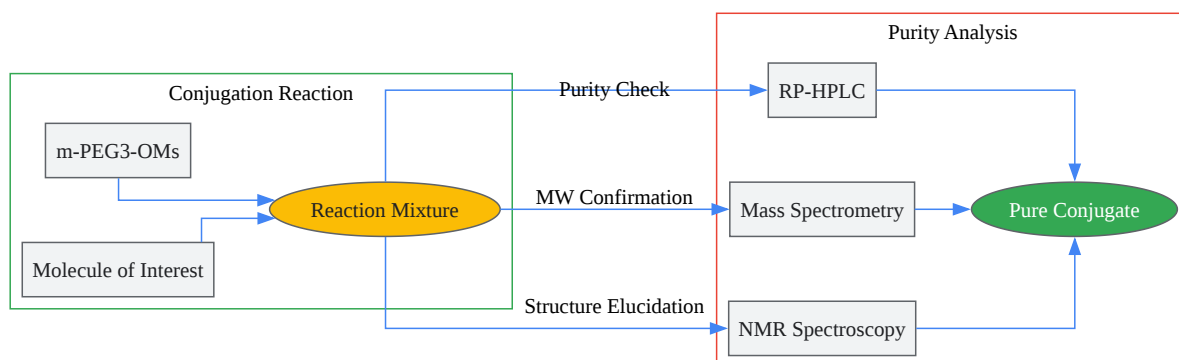 Purity Analysis
Conjugation Reaction
Purity Check
RP-HPLC
m-PEG3-OMs
Reaction Mixture
MW Confirmation
Mass Spectrometry
Pure Conjugate
Molecule of Interest
Structure Elucidation
NMR Spectroscopy